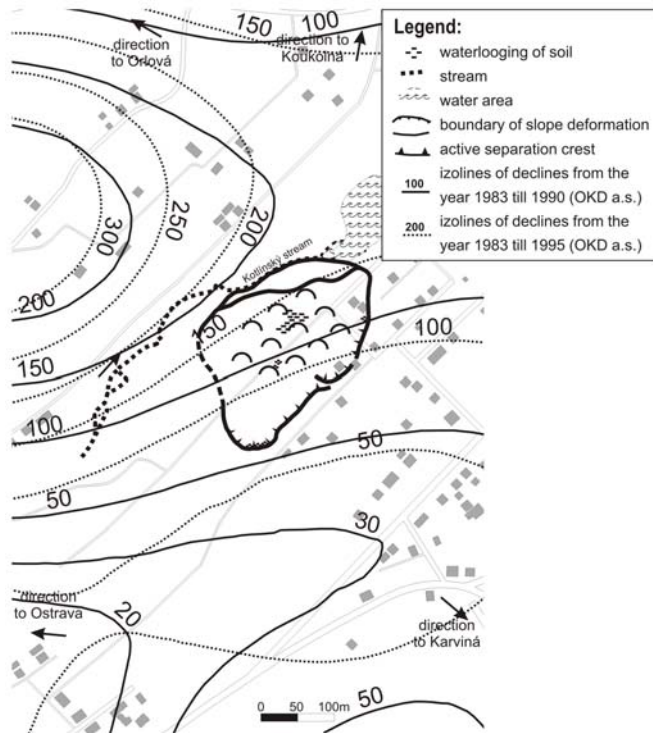 150
100
direction
to Orlová
direction to
Koukolná
Legend:
waterlooging of soil
stream
water area
boundary of slope deformation
active separation crest
100
izolines of declines from the
year 1983 till 1990 (OKD a.s.)
200
izolines of declines from the
year 1983 till 1995 (OKD a.s.)
300
250
200
200
Kotlinský stream
150
150
100
100
50
50
30
20
direction
to Ostrava
direction
to Karviná
50
0 50 100m